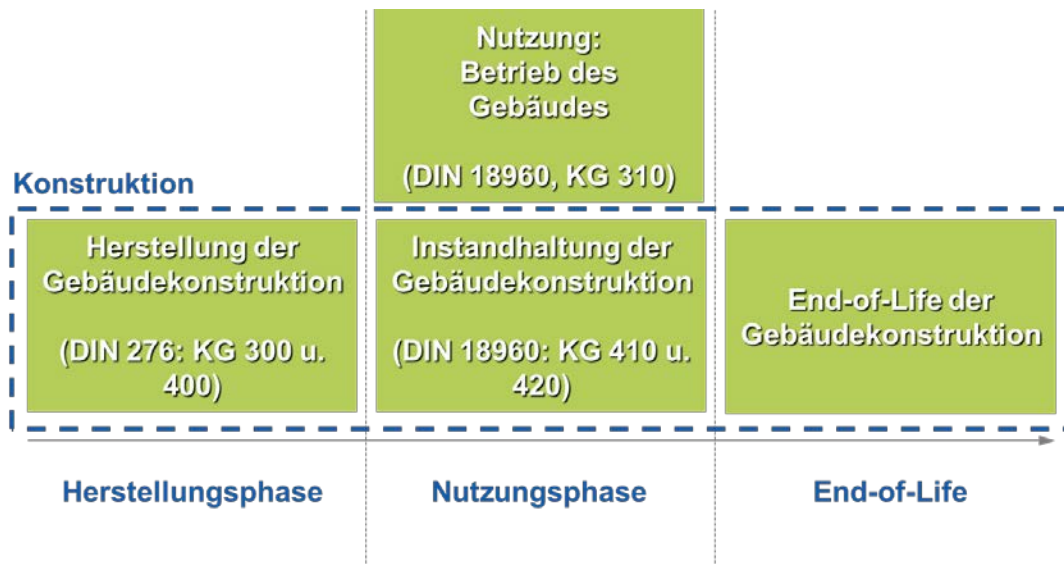 Nutzung:
Betrieb des
Gebäudes
(DIN 18960, KG 310)
Konstruktion
Herstellung der
Gebäudekonstruktion
(DIN 276: KG 300 u.
400)
Instandhaltung der
Gebäudekonstruktion
(DIN 18960: KG 410 u.
420)
End-of-Life der
Gebäudekonstruktion
Herstellungsphase
Nutzungsphase
End-of-Life